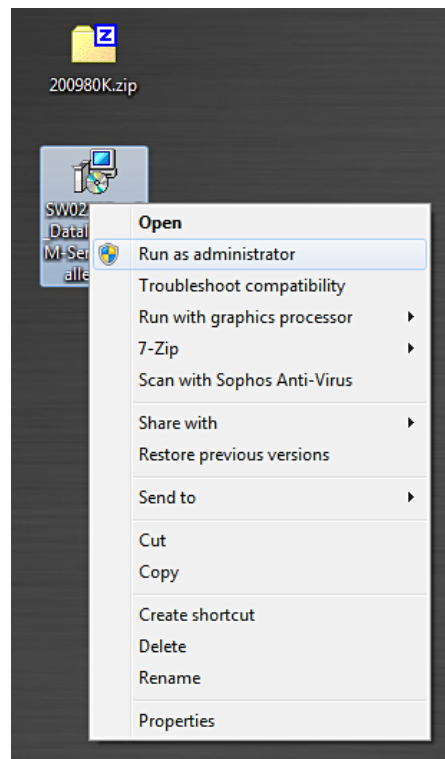 200980K.zip
SW02
_Datal
M-Ser
alle
Open
Run as administrator
Troubleshoot compatibility
Run with graphics processor
7-Zip
Scan with Sophos Anti-Virus
Share with
Restore previous versions
Send to
Cut
Copy
Create shortcut
Delete
Rename
Properties